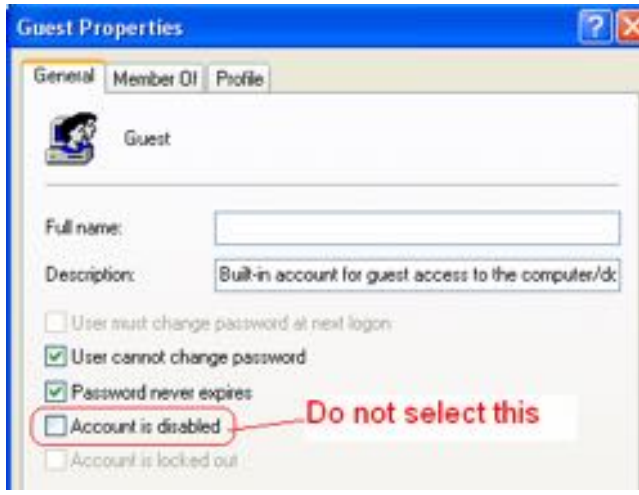 Guest Properties
General Member Of Profile
Guest
Full name:
Description: Built-in account for guest access to the computer/dc
User must change password at next logon
User cannot change password
Password never expires
Account is disabled Do not select this
Account is locked out